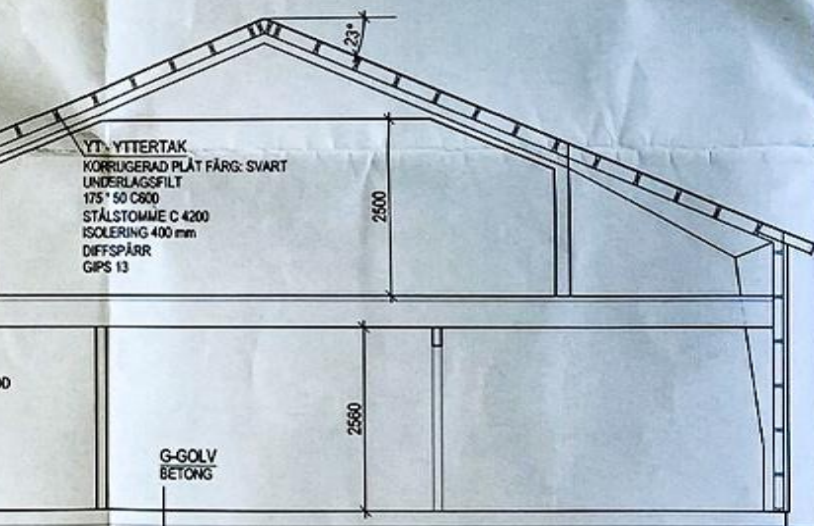 23°
YT - YTTERTAK
KORRUGERAD PLÅT FÄRG: SVART
UNDERLAGSFILT
175 * 50 C600
STÅLSTOMME C 4200
ISOLERING 400 mm
DIFFSPÄRR
GIPS 13
2500
2560
G-GOLV
BETONG